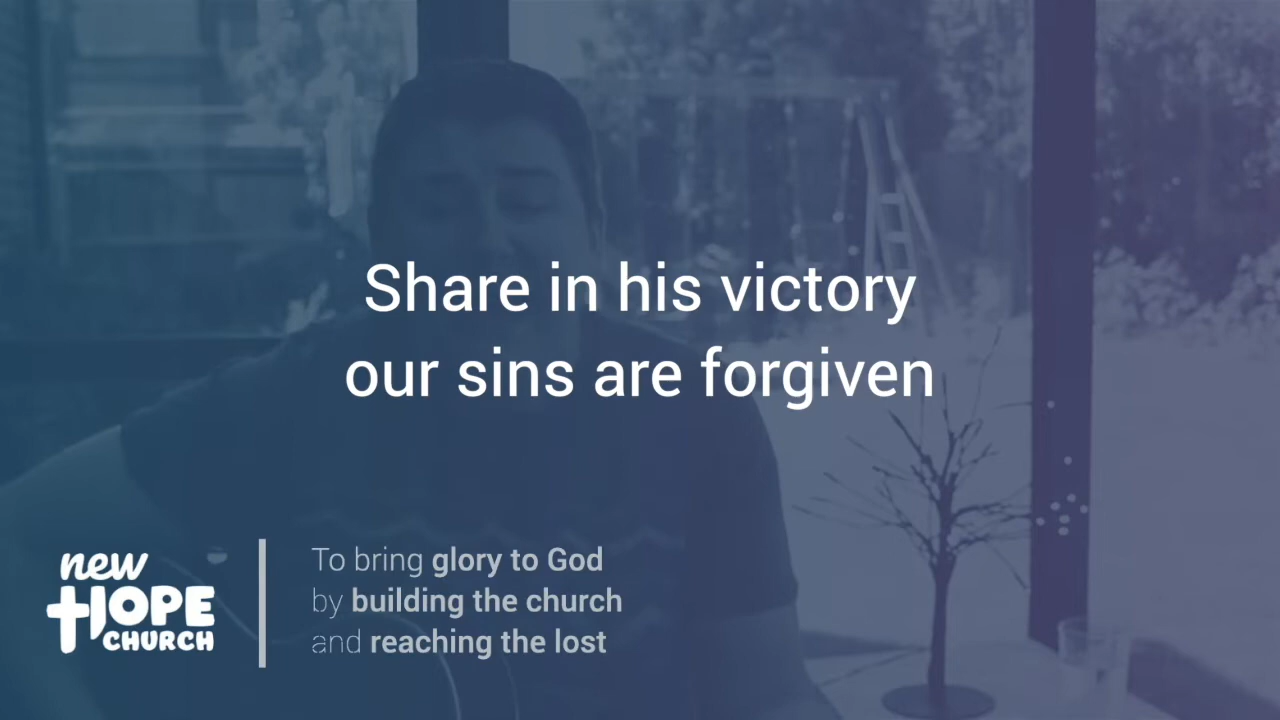 Share in his victory
our sins are forgiven
new
HOPE
CHURCH
To bring glory to God
by building the church
and reaching the lost